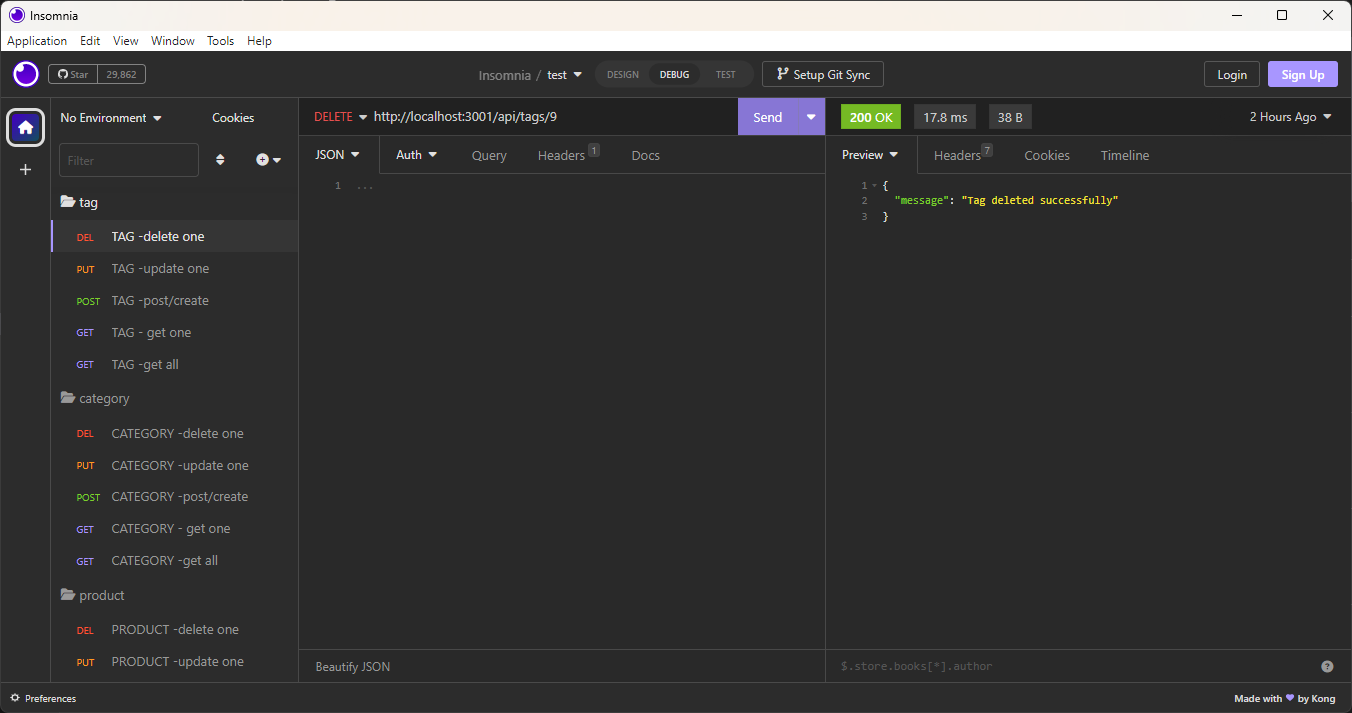 Insomnia
Application Edit View Window Tools Help
Star 29,862
Insomnia / test
DESIGN DEBUG TEST
Setup Git Sync
Login
Sign Up
No Environment Cookies
Filter
tag
DEL TAG -delete one
PUT TAG -update one
POST TAG -post/create
GET TAG - get one
GET TAG -get all
category
DEL CATEGORY -delete one
PUT CATEGORY -update one
POST CATEGORY -post/create
GET CATEGORY - get one
GET CATEGORY -get all
product
DEL PRODUCT -delete one
PUT PRODUCT -update one
DELETE http://localhost:3001/api/tags/9
Send
JSON Auth Query Headers 1 Docs
1 ...
Beautify JSON
200 OK 17.8 ms 38 B 2 Hours Ago
Preview Headers 7 Cookies Timeline
1 {
2 "message": "Tag deleted successfully"
3 }
$.store.books[*].author ?
Preferences
Made with ♥ by Kong